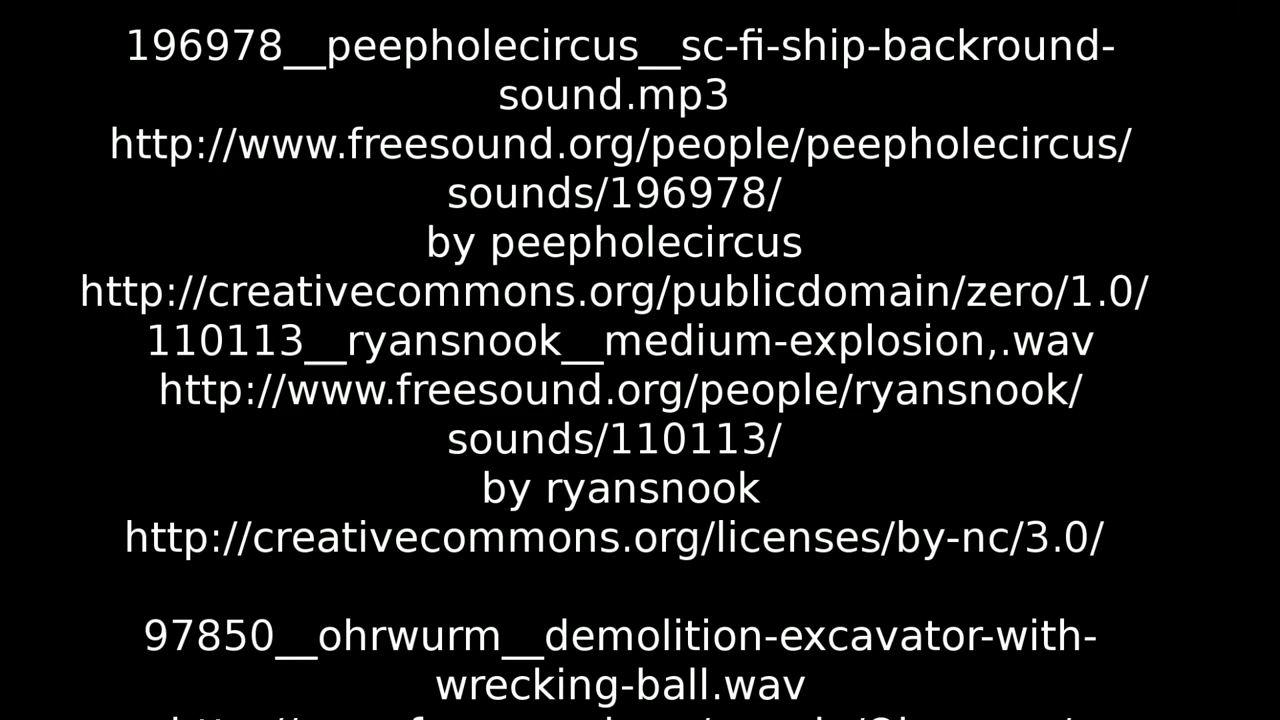 196978__peepholecircus__sc-fi-ship-backround-
sound.mp3
http://www.freesound.org/people/peepholecircus/
sounds/196978/
by peepholecircus
http://creativecommons.org/publicdomain/zero/1.0/
110113__ryansnook__medium-explosion,.wav
http://www.freesound.org/people/ryansnook/
sounds/110113/
by ryansnook
http://creativecommons.org/licenses/by-nc/3.0/
97850__ohrwurm__demolition-excavator-with-
wrecking-ball.wav